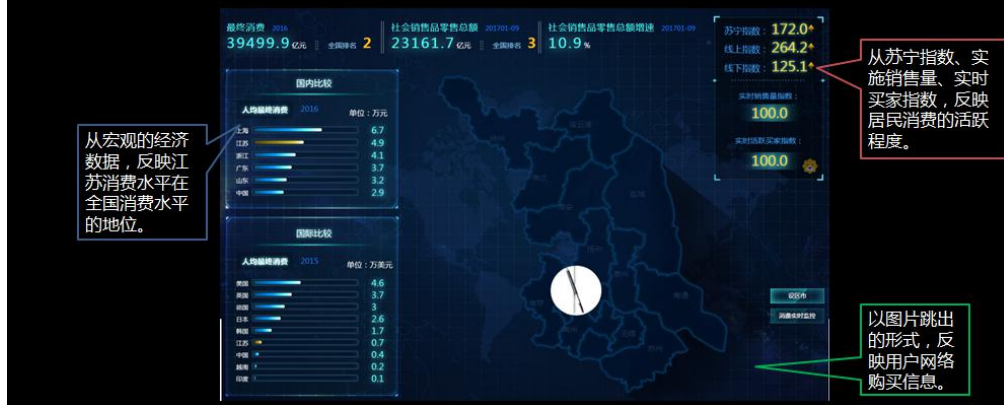 最终消费 2016
39499.9 亿元 全国排名 2
社会销售品零售总额 201701-09
23161.7 亿元 全国排名 3
社会销售品零售总额增速 201701-09
10.9 %
苏宁指数：172.0
线上指数：264.2
线下指数：125.1
实时销售量指数：
100.0
实时活跃买家指数：
100.0
从苏宁指数、实
施销售量、实时
买家指数，反映
居民消费的活跃
程度。
国内比较
人均最终消费 2016 单位：万元
上海 6.7
江苏 4.9
浙江 4.1
广东 3.7
山东 3.2
中国 2.9
从宏观的经济
数据，反映江
苏消费水平在
全国消费水平
的地位。
国际比较
人均最终消费 2015 单位：万美元
美国 4.6
英国 3.7
德国 3
日本 2.6
韩国 1.7
江苏 0.7
中国 0.4
越南 0.2
印度 0.1
连云港
盐城
扬州
南通
苏州
设区市
消费实时监控
以图片跳出
的形式，反
映用户网络
购买信息。